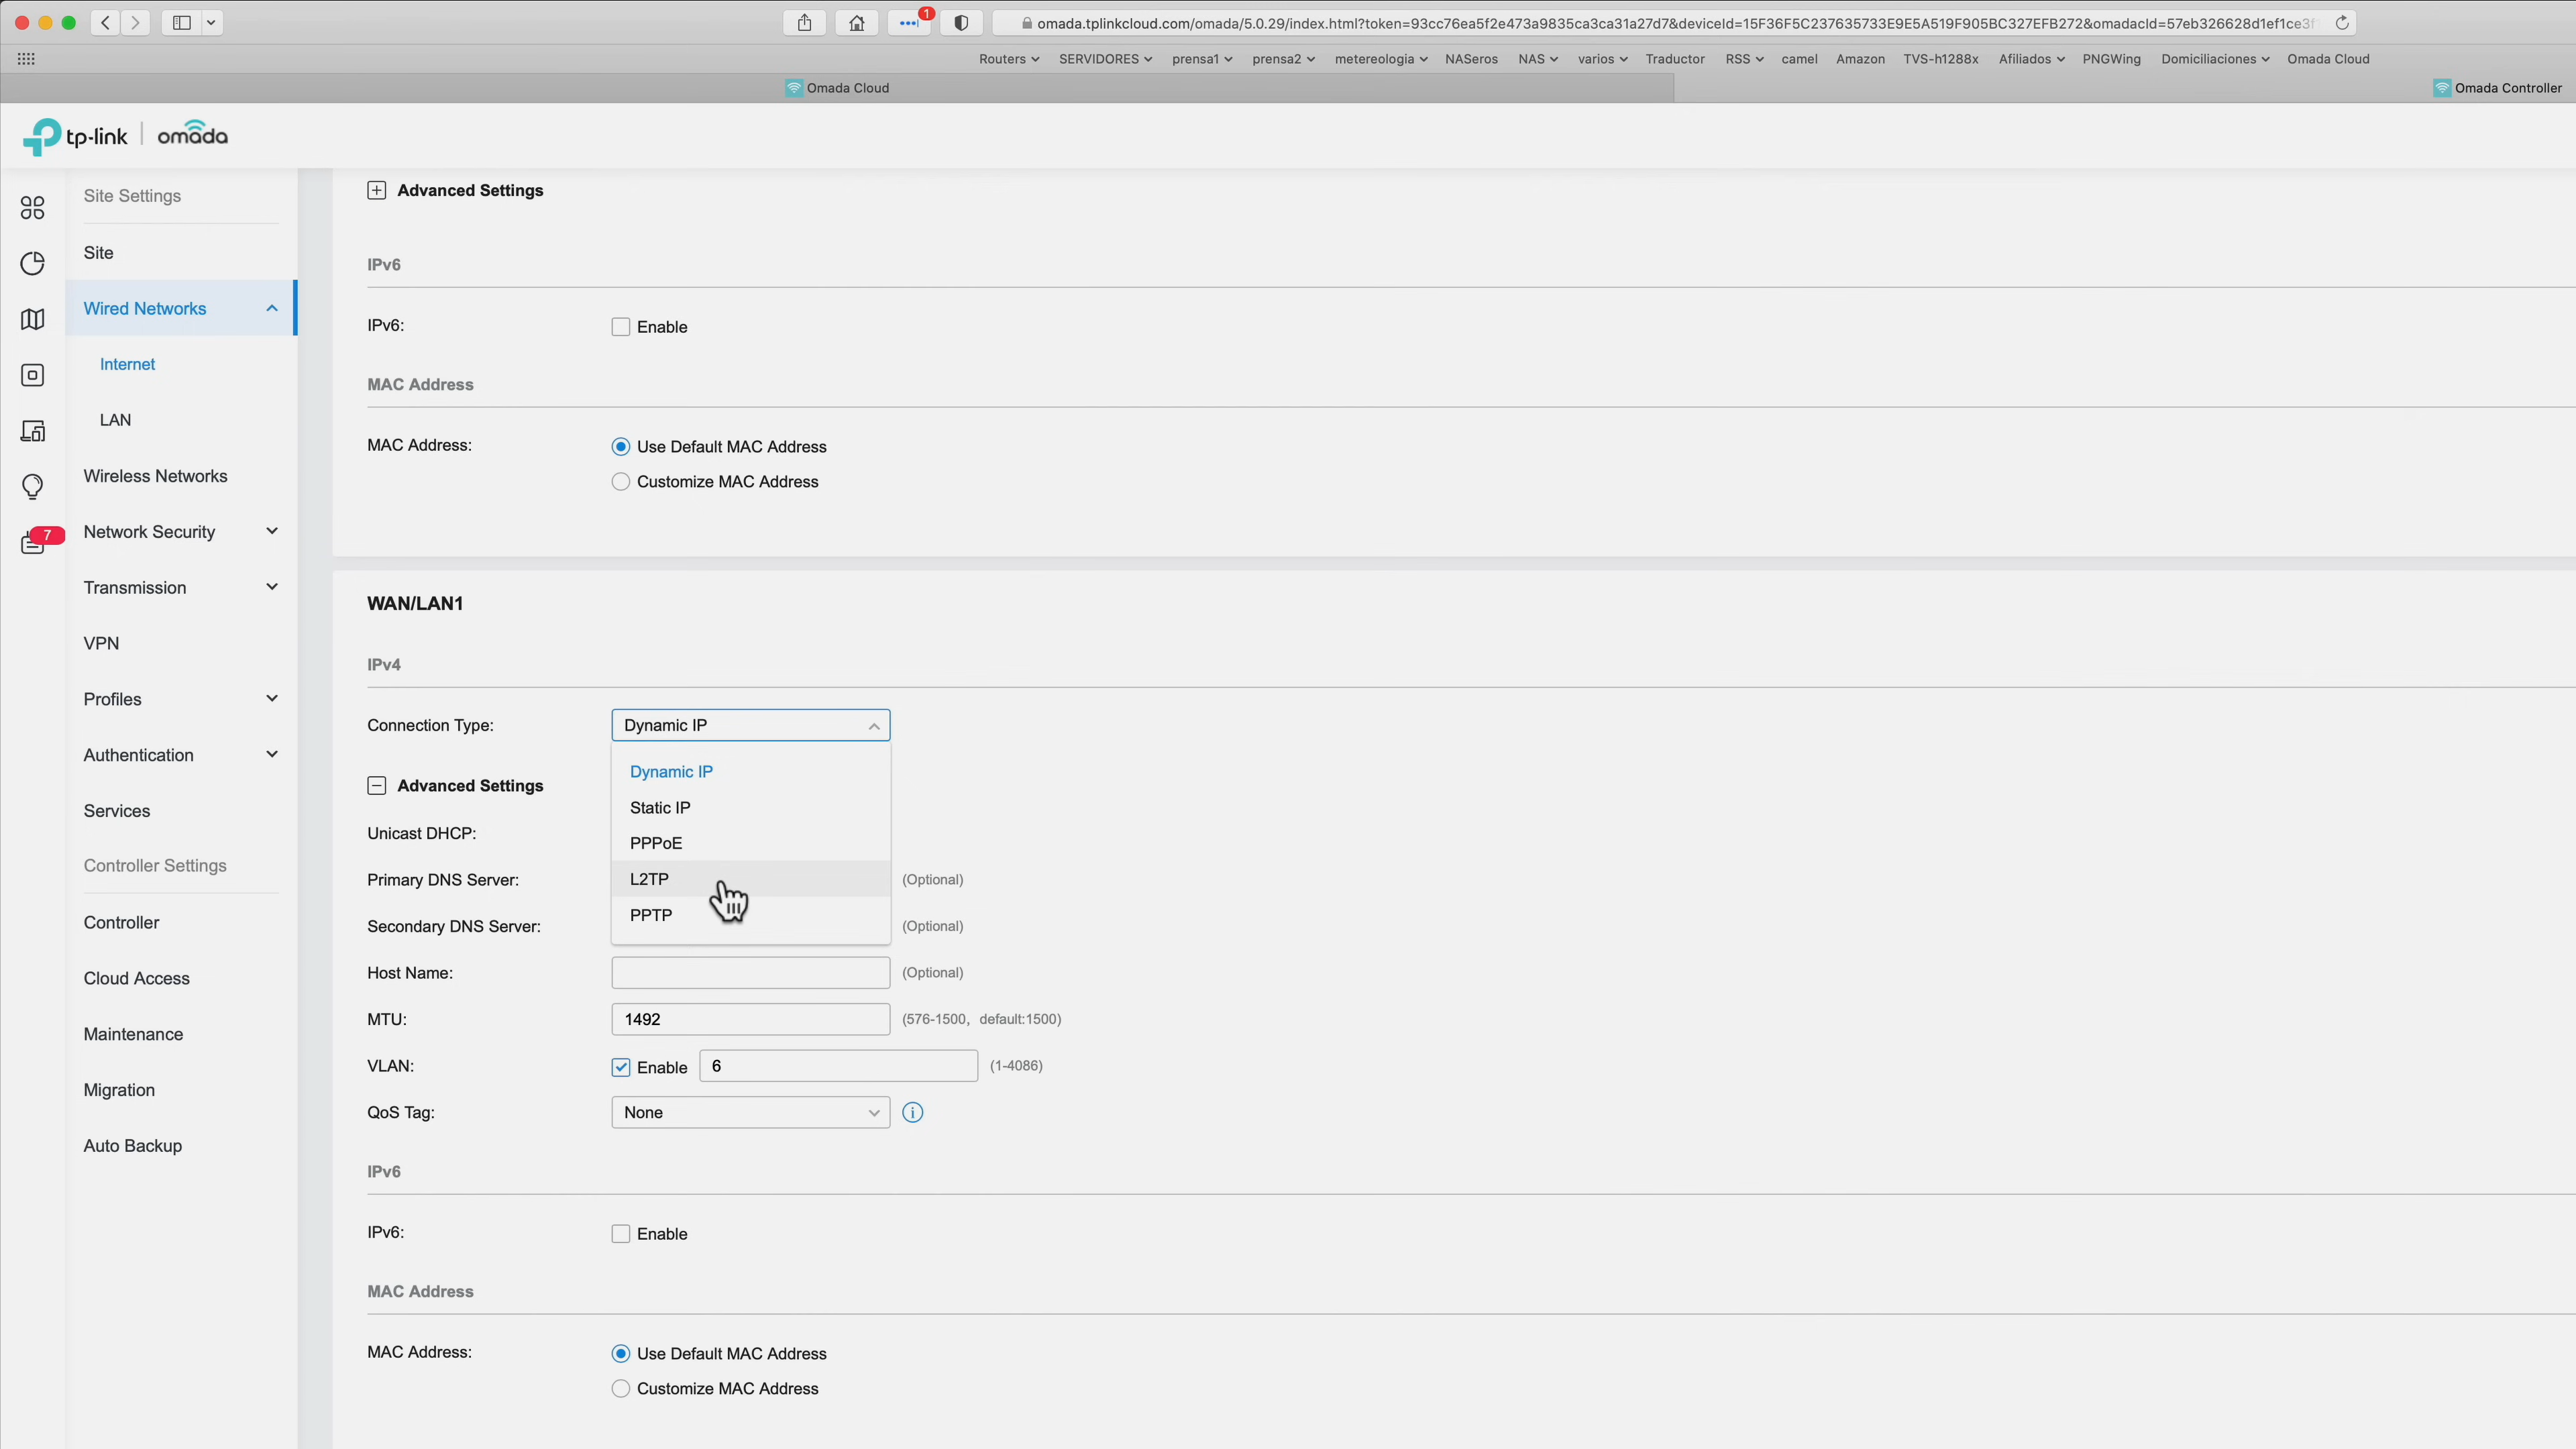 1
omada.tplinkcloud.com/omada/5.0.29/index.html?token=93cc76ea5f2e473a9835ca3ca31a27d7&deviceId=15F36F5C237635733E9E5A519F905BC327EFB272&omadacId=57eb326628d1ef1ce3f
Routers SERVIDORES prensa1 prensa2 metereologia NASeros NAS varios Traductor RSS camel Amazon TVS-h1288x Afiliados PNGWing Domiciliaciones Omada Cloud
Omada Cloud
Omada Controller
tp-link | omada
Site Settings
Site
Wired Networks
Internet
LAN
Wireless Networks
Network Security
7
Transmission
VPN
Profiles
Authentication
Services
Controller Settings
Controller
Cloud Access
Maintenance
Migration
Auto Backup
Advanced Settings
IPv6
IPv6: Enable
MAC Address
MAC Address: Use Default MAC Address
Customize MAC Address
WAN/LAN1
IPv4
Connection Type: Dynamic IP
Dynamic IP
Static IP
PPPoE
L2TP
PPTP
Advanced Settings
Unicast DHCP:
Primary DNS Server: (Optional)
Secondary DNS Server: (Optional)
Host Name: (Optional)
MTU: 1492 (576-1500, default:1500)
VLAN: Enable 6 (1-4086)
QoS Tag: None
IPv6
IPv6: Enable
MAC Address
MAC Address: Use Default MAC Address
Customize MAC Address